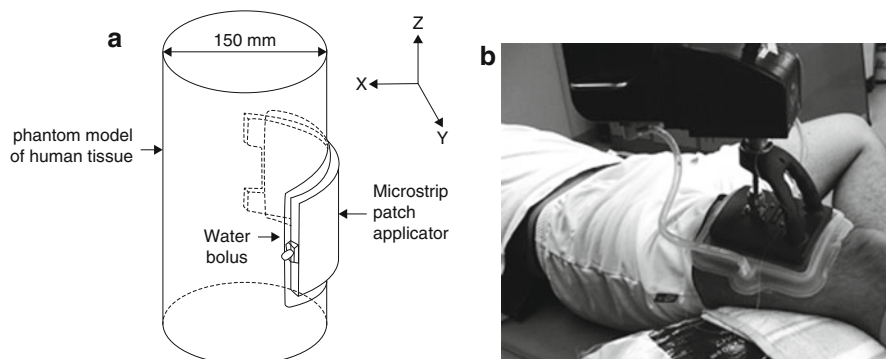 a
150 mm
Z
X
Y
phantom model
of human tissue
Microstrip
patch
applicator
Water
bolus
b